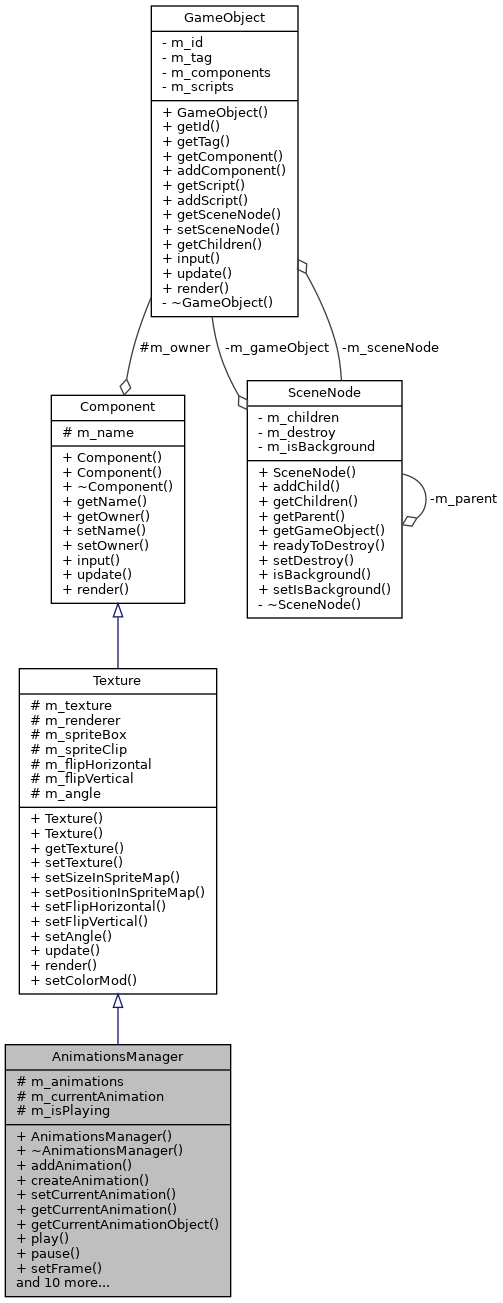 GameObject
- m_id
- m_tag
- m_components
- m_scripts
+ GameObject()
+ getId()
+ getTag()
+ getComponent()
+ addComponent()
+ getScript()
+ addScript()
+ getSceneNode()
+ setSceneNode()
+ getChildren()
+ input()
+ update()
+ render()
- ~GameObject()
#m_owner
-m_gameObject
-m_sceneNode
Component
# m_name
+ Component()
+ Component()
+ ~Component()
+ getName()
+ getOwner()
+ setName()
+ setOwner()
+ input()
+ update()
+ render()
SceneNode
- m_children
- m_destroy
- m_isBackground
+ SceneNode()
+ addChild()
+ getChildren()
+ getParent()
+ getGameObject()
+ readyToDestroy()
+ setDestroy()
+ isBackground()
+ setIsBackground()
- ~SceneNode()
-m_parent
Texture
# m_texture
# m_renderer
# m_spriteBox
# m_spriteClip
# m_flipHorizontal
# m_flipVertical
# m_angle
+ Texture()
+ Texture()
+ getTexture()
+ setTexture()
+ setSizeInSpriteMap()
+ setPositionInSpriteMap()
+ setFlipHorizontal()
+ setFlipVertical()
+ setAngle()
+ update()
+ render()
+ setColorMod()
AnimationsManager
# m_animations
# m_currentAnimation
# m_isPlaying
+ AnimationsManager()
+ ~AnimationsManager()
+ addAnimation()
+ createAnimation()
+ setCurrentAnimation()
+ getCurrentAnimation()
+ getCurrentAnimationObject()
+ play()
+ pause()
+ setFrame()
and 10 more...